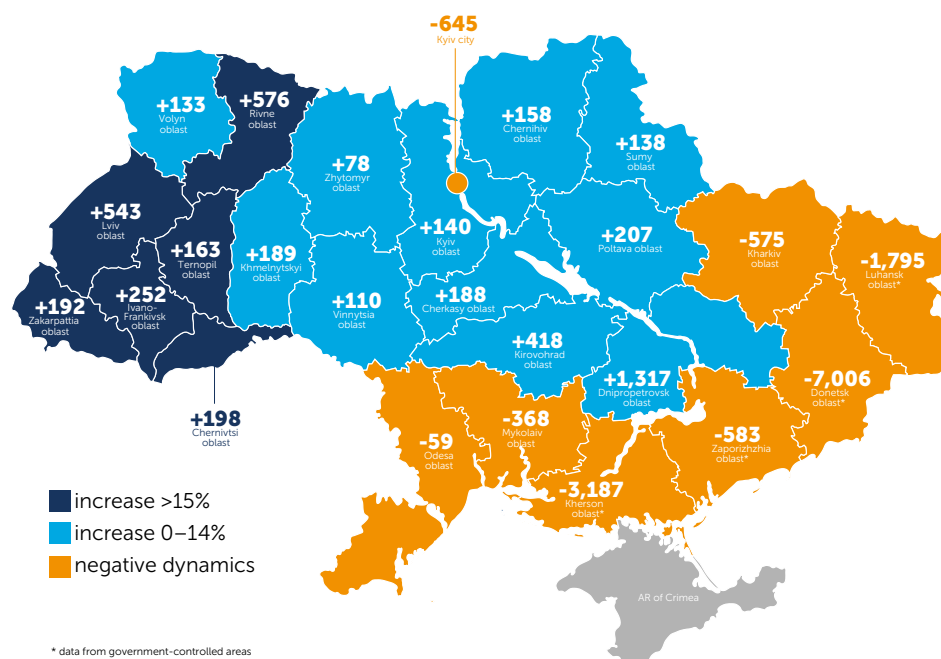 -645
Kyiv city
+133
Volyn
oblast
+576
Rivne
oblast
+78
Zhytomyr
oblast
+158
Chernihiv
oblast
+138
Sumy
oblast
+543
Lviv
oblast
+163
Ternopil
oblast
+189
Khmelnytskyi
oblast
+140
Kyiv
oblast
+207
Poltava oblast
-575
Kharkiv
oblast
-1,795
Luhansk
oblast*
+192
Zakarpattia
oblast
+252
Ivano-
Frankivsk
oblast
+110
Vinnytsia
oblast
+188
Cherkasy oblast
+418
Kirovohrad
oblast
+1,317
Dnipropetrovsk
oblast
-7,006
Donetsk
oblast*
+198
Chernivtsi
oblast
-59
Odesa
oblast
-368
Mykolaiv
oblast
-583
Zaporizhzhia
oblast*
-3,187
Kherson
oblast*
increase >15%
increase 0–14%
negative dynamics
AR of Crimea
* data from government-controlled areas